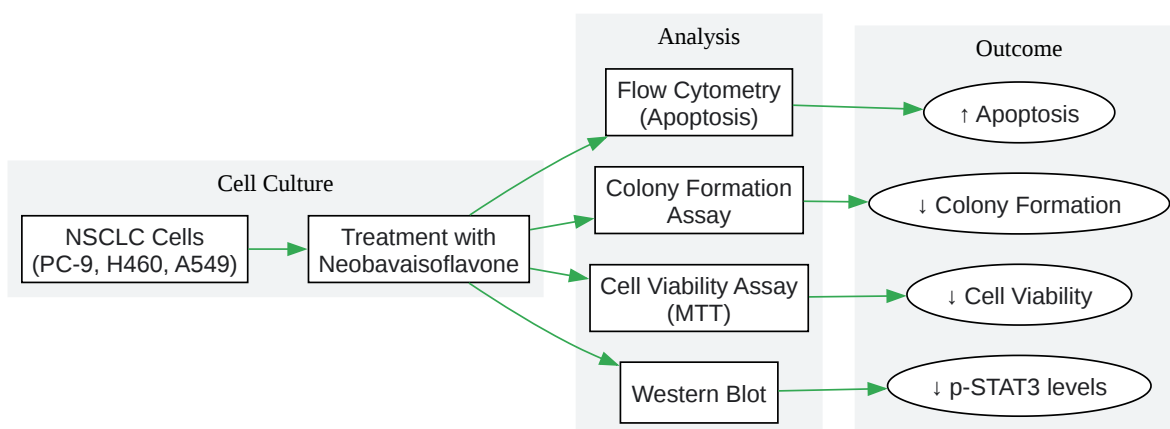 Analysis
Outcome
Cell Culture
NSCLC Cells
(PC-9, H460, A549)
Treatment with
Neobavaisoflavone
Flow Cytometry
(Apoptosis)
↑ Apoptosis
Colony Formation
Assay
↓ Colony Formation
Cell Viability Assay
(MTT)
↓ Cell Viability
Western Blot
↓ p-STAT3 levels